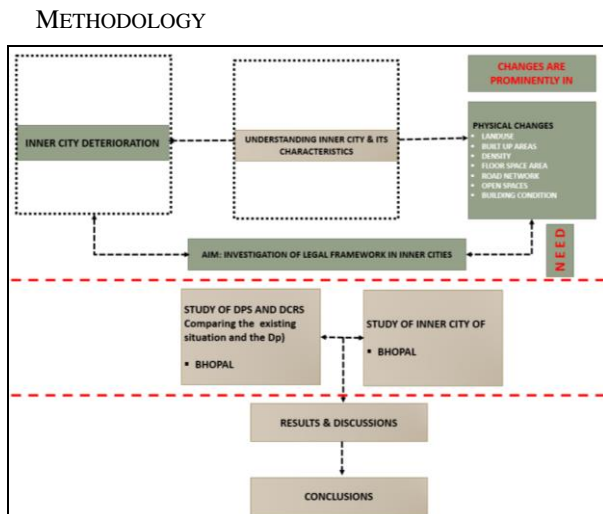 METHODOLOGY
CHANGES ARE
PROMINENTLY IN
INNER CITY DETERIORATION
UNDERSTANDING INNER CITY & ITS
CHARACTERISTICS
PHYSICAL CHANGES
▪ LANDUSE
▪ BUILT UP AREAS
▪ DENSITY
▪ FLOOR SPACE AREA
▪ ROAD NETWORK
▪ OPEN SPACES
▪ BUILDING CONDITION
AIM: INVESTIGATION OF LEGAL FRAMEWORK IN INNER CITIES
NEED
STUDY OF DPS AND DCRS
Comparing the existing
situation and the Dp)
▪ BHOPAL
STUDY OF INNER CITY OF
▪ BHOPAL
RESULTS & DISCUSSIONS
CONCLUSIONS